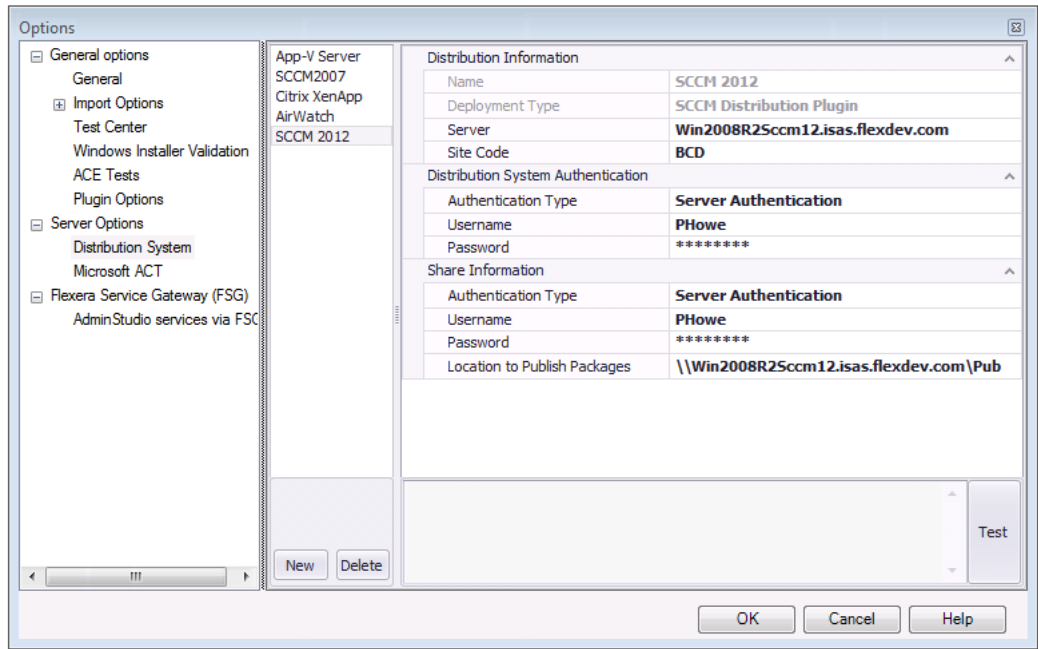 Options
General options
General
Import Options
Test Center
Windows Installer Validation
ACE Tests
Plugin Options
Server Options
Distribution System
Microsoft ACT
Flexera Service Gateway (FSG)
AdminStudio services via FSC
App-V Server
SCCM2007
Citrix XenApp
AirWatch
SCCM 2012
New Delete
Distribution Information
Name SCCM 2012
Deployment Type SCCM Distribution Plugin
Server Win2008R2Sccm12.isas.flexdev.com
Site Code BCD
Distribution System Authentication
Authentication Type Server Authentication
Username PHowe
Password ********
Share Information
Authentication Type Server Authentication
Username PHowe
Password ********
Location to Publish Packages \\Win2008R2Sccm12.isas.flexdev.com\Pub
Test
OK Cancel Help